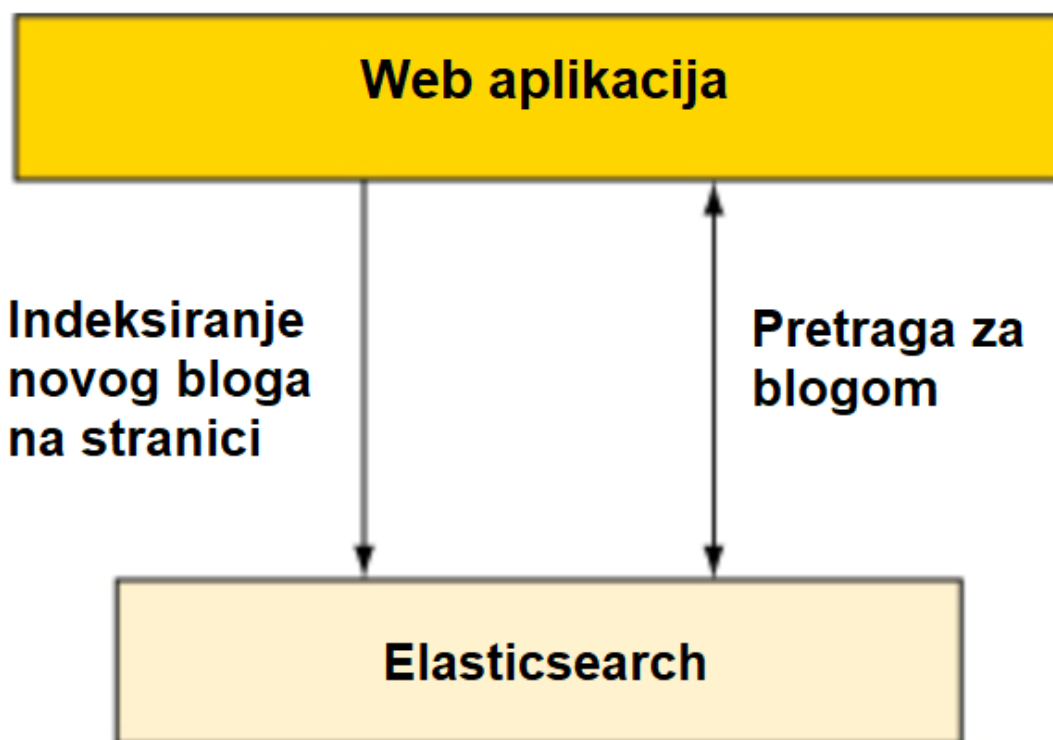 Web aplikacija
Indeksiranje
novog bloga
na stranici
Pretraga za
blogom
Elasticsearch